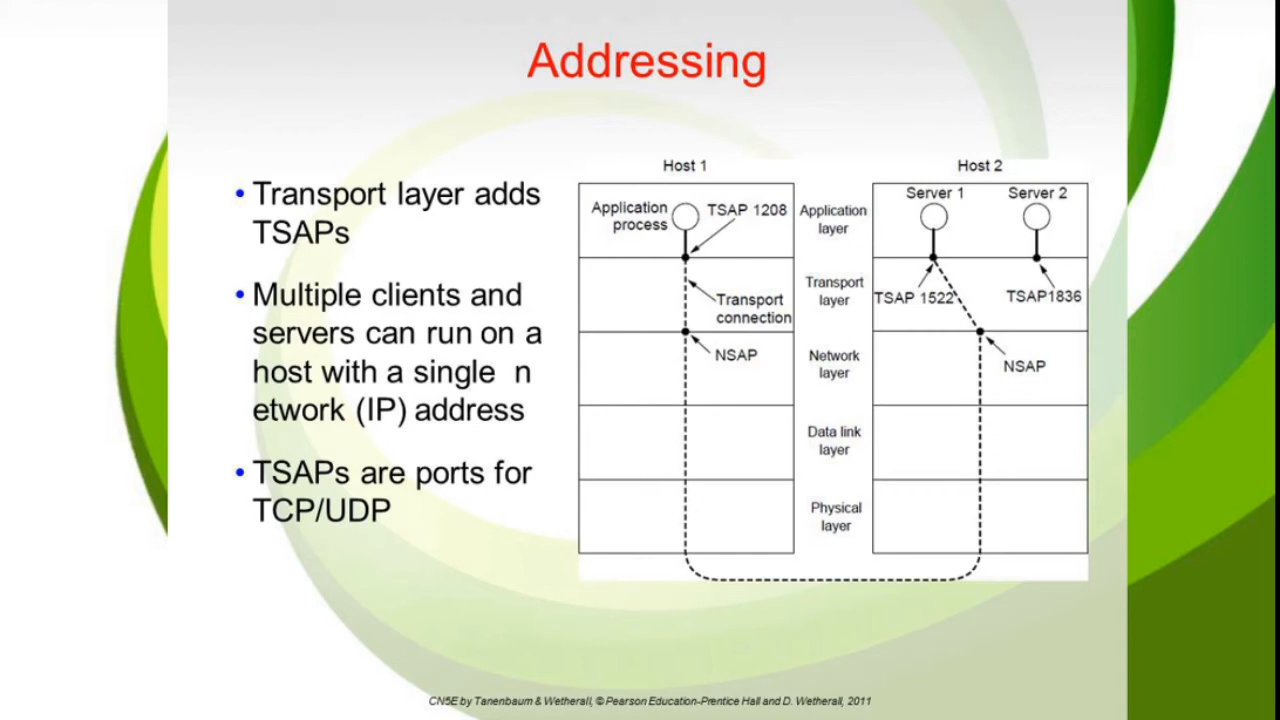 Addressing
• Transport layer adds
TSAPs
• Multiple clients and
servers can run on a
host with a single n
etwork (IP) address
• TSAPs are ports for
TCP/UDP
Host 1
Application
process
TSAP 1208
Transport
connection
NSAP
Application
layer
Transport
layer
Network
layer
Data link
layer
Physical
layer
Host 2
Server 1
Server 2
TSAP 1522
TSAP1836
NSAP
CN5E by Tanenbaum & Wetherall, © Pearson Education-Prentice Hall and D. Wetherall, 2011